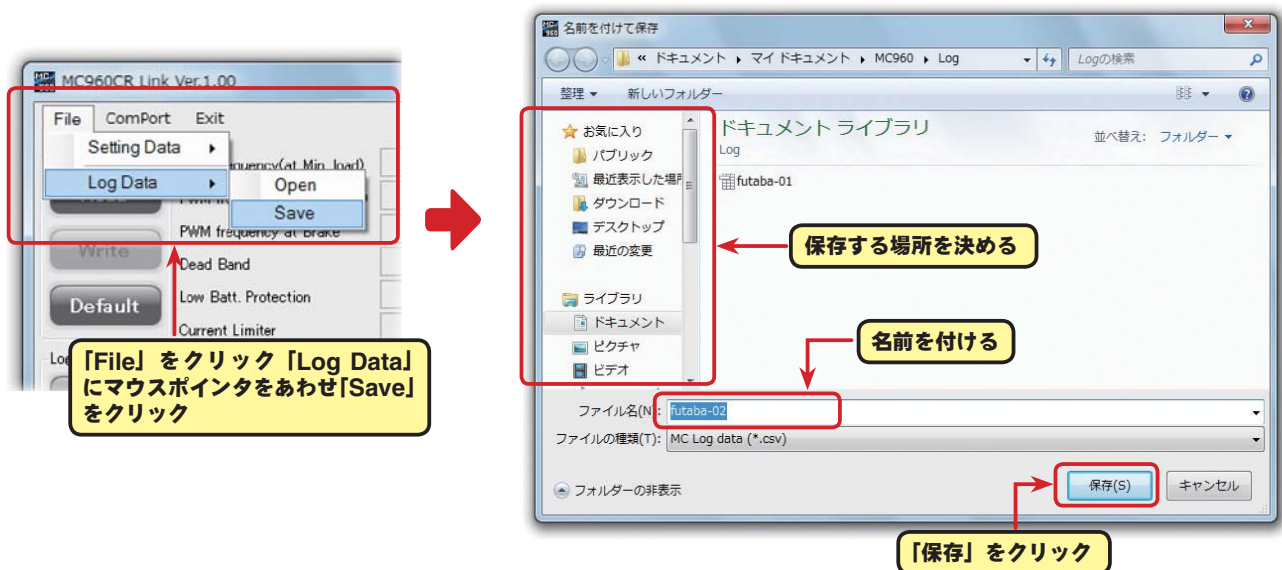 MC960CR Link Ver.1.00
File ComPort Exit
Setting Data
Log Data
Open
Save
PWM frequency at Brake
Write
Dead Band
Default
Low Batt. Protection
Current Limiter
「File」をクリック「Log Data」
にマウスポインタをあわせ「Save」
をクリック
名前を付けて保存
« ドキュメント ▸ マイ ドキュメント ▸ MC960 ▸ Log
Logの検索
整理 ▼ 新しいフォルダー
お気に入り
パブリック
最近表示した場所
ダウンロード
デスクトップ
最近の変更
ライブラリ
ドキュメント
ピクチャ
ビデオ
ドキュメント ライブラリ
Log
並べ替え: フォルダー ▼
futaba-01
保存する場所を決める
名前を付ける
ファイル名(N): futaba-02
ファイルの種類(T): MC Log data (*.csv)
フォルダーの非表示
保存(S)
キャンセル
「保存」をクリック